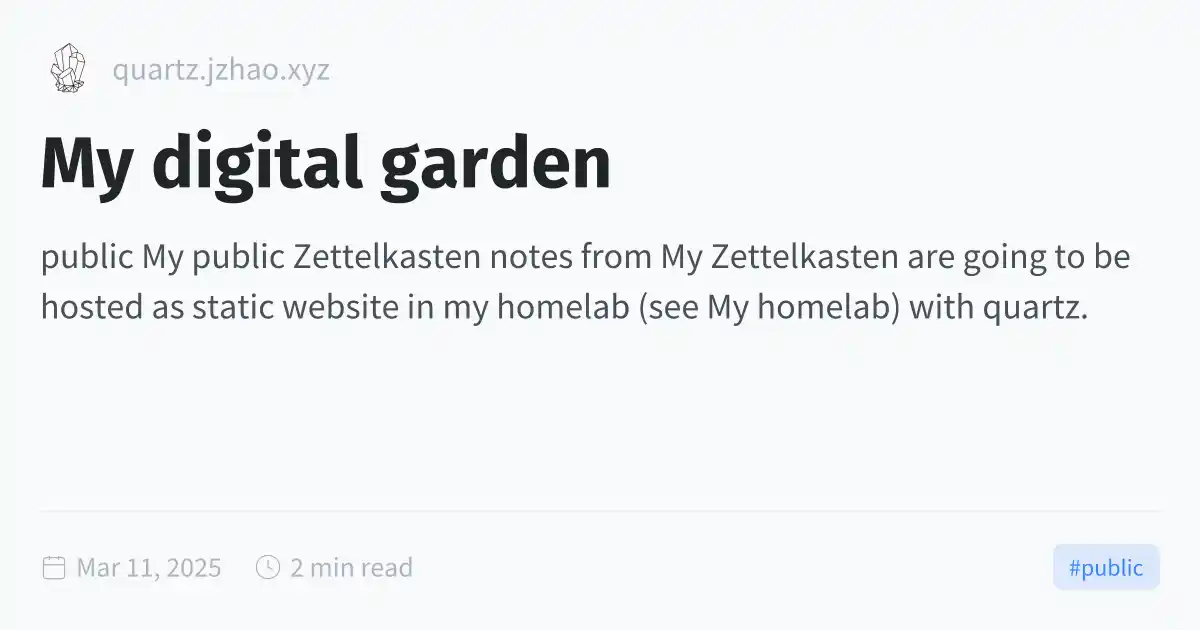 quartz.jzhao.xyz
My digital garden
public My public Zettelkasten notes from My Zettelkasten are going to be
hosted as static website in my homelab (see My homelab) with quartz.
Mar 11, 2025
2 min read
#public